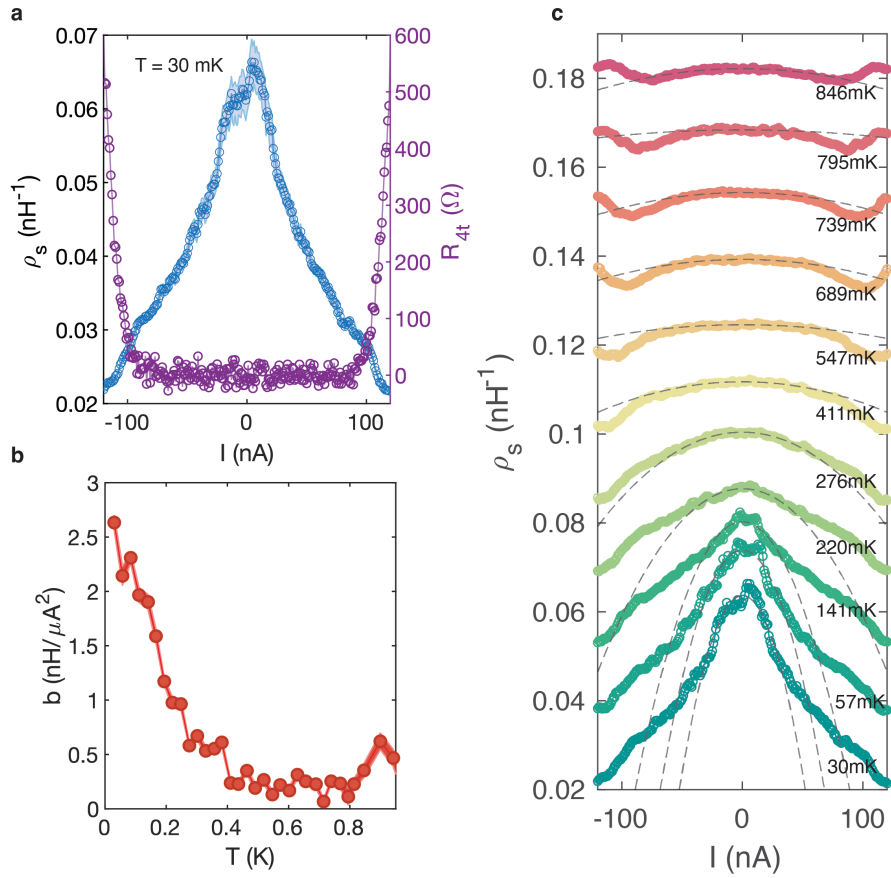 a
0.07
0.06
0.05
0.04
0.03
0.02
ρs (nH-1)
T = 30 mK
600
500
400
300
200
100
0
R4t (Ω)
-100 0 100
I (nA)
b
3
2.5
2
1.5
1
0.5
0
b (nH/μA2)
0 0.2 0.4 0.6 0.8
T (K)
c
0.18
0.16
0.14
0.12
0.1
0.08
0.06
0.04
0.02
ρs (nH-1)
846mK
795mK
739mK
689mK
547mK
411mK
276mK
220mK
141mK
57mK
30mK
-100 0 100
I (nA)